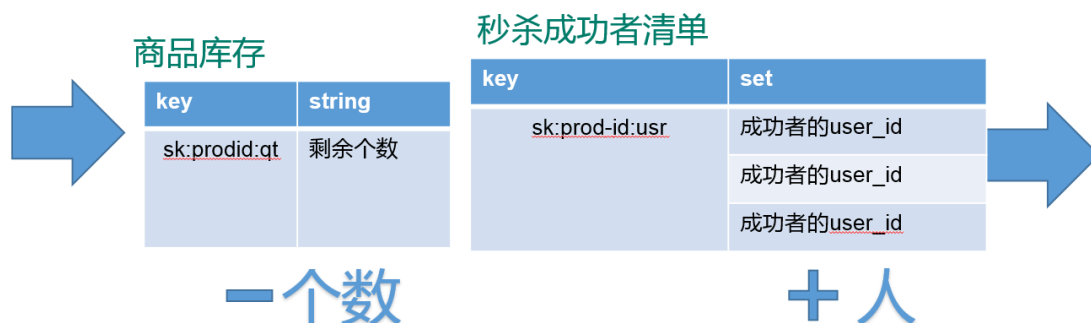 商品库存
key string
sk:prodid:qt 剩余个数
秒杀成功者清单
key set
sk:prod-id:usr 成功者的user_id
成功者的user_id
成功者的user_id
－个数
＋人